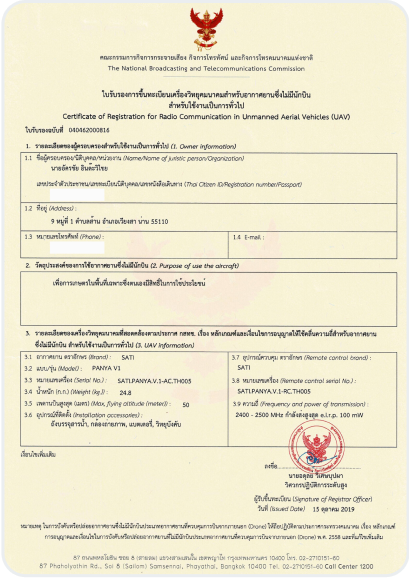 คณะกรรมการกิจการกระจายเสียง กิจการโทรทัศน์ และกิจการโทรคมนาคมแห่งชาติ
The National Broadcasting and Telecommunications Commission
ใบรับรองการขึ้นทะเบียนเครื่องวิทยุคมนาคมสำหรับอากาศยานซึ่งไม่มีนักบิน
สำหรับใช้งานเป็นการทั่วไป
Certificate of Registration for Radio Communication in Unmanned Aerial Vehicles (UAV)
ใบรับรองฉบับที่ 040462000816
1. รายละเอียดของผู้ครอบครองสำหรับใช้งานเป็นการทั่วไป (1. Owner information)
1.1 ชื่อผู้ครอบครอง/นิติบุคคล/หน่วยงาน (Name/Name of juristic person/Organization)
นายฉัตรชัย อินต๊ะวิไชย
เลขประจำตัวประชาชน/เลขทะเบียนนิติบุคคล/เลขหนังสือเดินทาง (Thai Citizen ID/Registration number/Passport)
1.2 ที่อยู่ (Address) :
9 หมู่ที่ 1 ตำบลส้าน อำเภอเวียงสา น่าน 55110
1.3 หมายเลขโทรศัพท์ (Phone) :
1.4 E-mail :
2. วัตถุประสงค์ของการใช้อากาศยานซึ่งไม่มีนักบิน (2. Purpose of use the aircraft)
เพื่อการเกษตรในพื้นที่เฉพาะซึ่งตนเองมีสิทธิในการใช้ประโยชน์
3. รายละเอียดของเครื่องวิทยุคมนาคมที่สอดคล้องตามประกาศ กสทช. เรื่อง หลักเกณฑ์และเงื่อนไขการอนุญาตให้ใช้คลื่นความถี่สำหรับอากาศยาน
ซึ่งไม่มีนักบิน สำหรับใช้งานเป็นการทั่วไป (3. UAV information)
3.1 อากาศยาน ตราอักษร (Brand) : SATI
3.2 แบบ/รุ่น (Model) : PANYA V1
3.3 หมายเลขเครื่อง (Serial No.) : SATI.PANYA.V.1-AC.TH005
3.4 น้ำหนัก (ก.ก.) (Weight (kg.)) : 24.8
3.5 เพดานบินสูงสุด (เมตร) (Max, flying altitude (meter)) : 50
3.6 อุปกรณ์ที่ติดตั้ง (Installation accessories) :
ถังบรรจุสารน้ำ, กล่องถ่ายภาพ, แบตเตอรี่, วิทยุบังคับ
3.7 อุปกรณ์ควบคุม ตราอักษร (Remote control brand) :
SATI
3.8 หมายเลขเครื่อง (Remote control serial No.) :
SATI.PANYA.V.1-RC.TH005
3.9 ความถี่ (Frequency and power of transmission) :
2400 - 2500 MHz กำลังส่งสูงสุด e.i.r.p. 100 mW
เงื่อนไขเพิ่มเติม
ลงชื่อ
นายอดุลย์ วิเศษบุปผา
วิศวกรปฏิบัติการระดับสูง
ผู้รับขึ้นทะเบียน (Signature of Registrar Officer)
วันที่ (Issued Date) 15 ตุลาคม 2019
หมายเหตุ ในการบังคับหรือปล่อยอากาศยานซึ่งไม่มีนักบินประเภทอากาศยานที่ควบคุมการบินจากภายนอก (Drone) ให้ถือปฏิบัติตามประกาศกระทรวงคมนาคม เรื่อง หลักเกณฑ์
การอนุญาตและเงื่อนไขในการบังคับหรือปล่อยอากาศยานซึ่งไม่มีนักบินประเภทอากาศยานที่ควบคุมการบินจากภายนอก (Drone) พ.ศ. 2558 และที่แก้ไขเพิ่มเติม
87 ถนนพหลโยธิน ซอย 8 (สายลม) แขวงสามเสนใน เขตพญาไท กรุงเทพมหานคร 10400 โทร. 02-2710151-60
87 Phaholyothin Rd., Soi 8 (Sailom) Samsennai, Phayathai, Bangkok 10400 Tel. 02-2710151-60 Call Center 1200